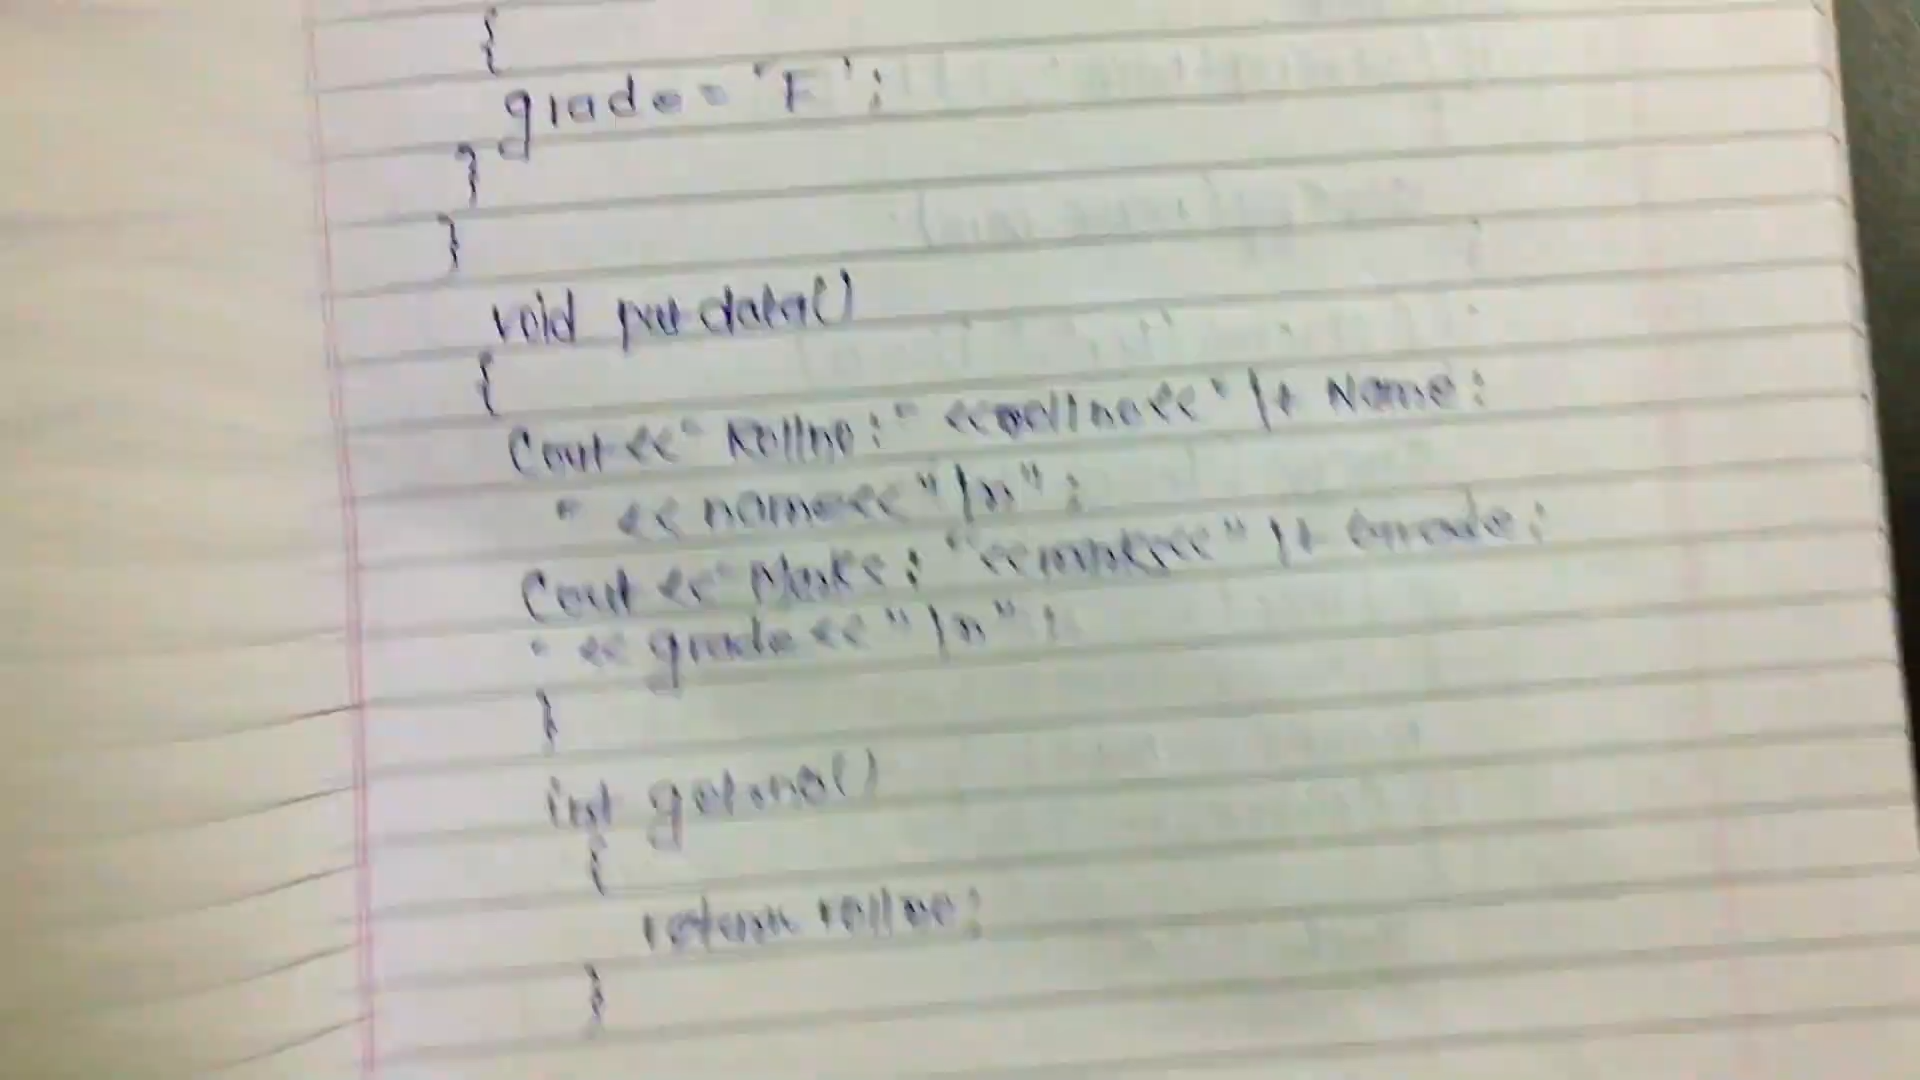 {
grade = 'F';
}
}
void putdata()
{
Cout<<" Rollno:" <<rollno<<" \t Name:
" << name<<"\n";
Cout<<" Marks: "<<marks<<" \t Grade:
" << grade <<"\n";
}
int getrno()
{
return rollno;
}